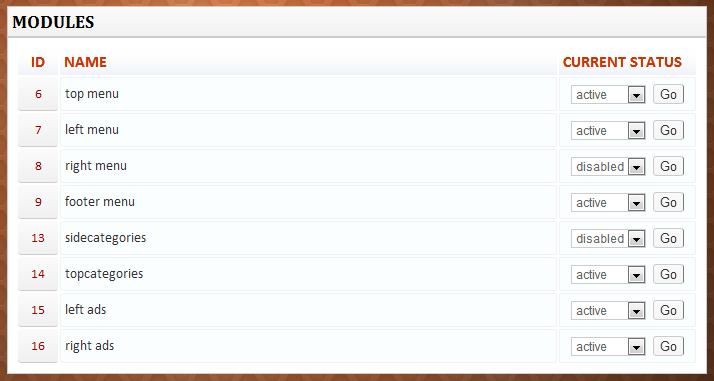 MODULES
ID NAME CURRENT STATUS
6 top menu active Go
7 left menu active Go
8 right menu disabled Go
9 footer menu active Go
13 sidecategories disabled Go
14 topcategories active Go
15 left ads active Go
16 right ads active Go